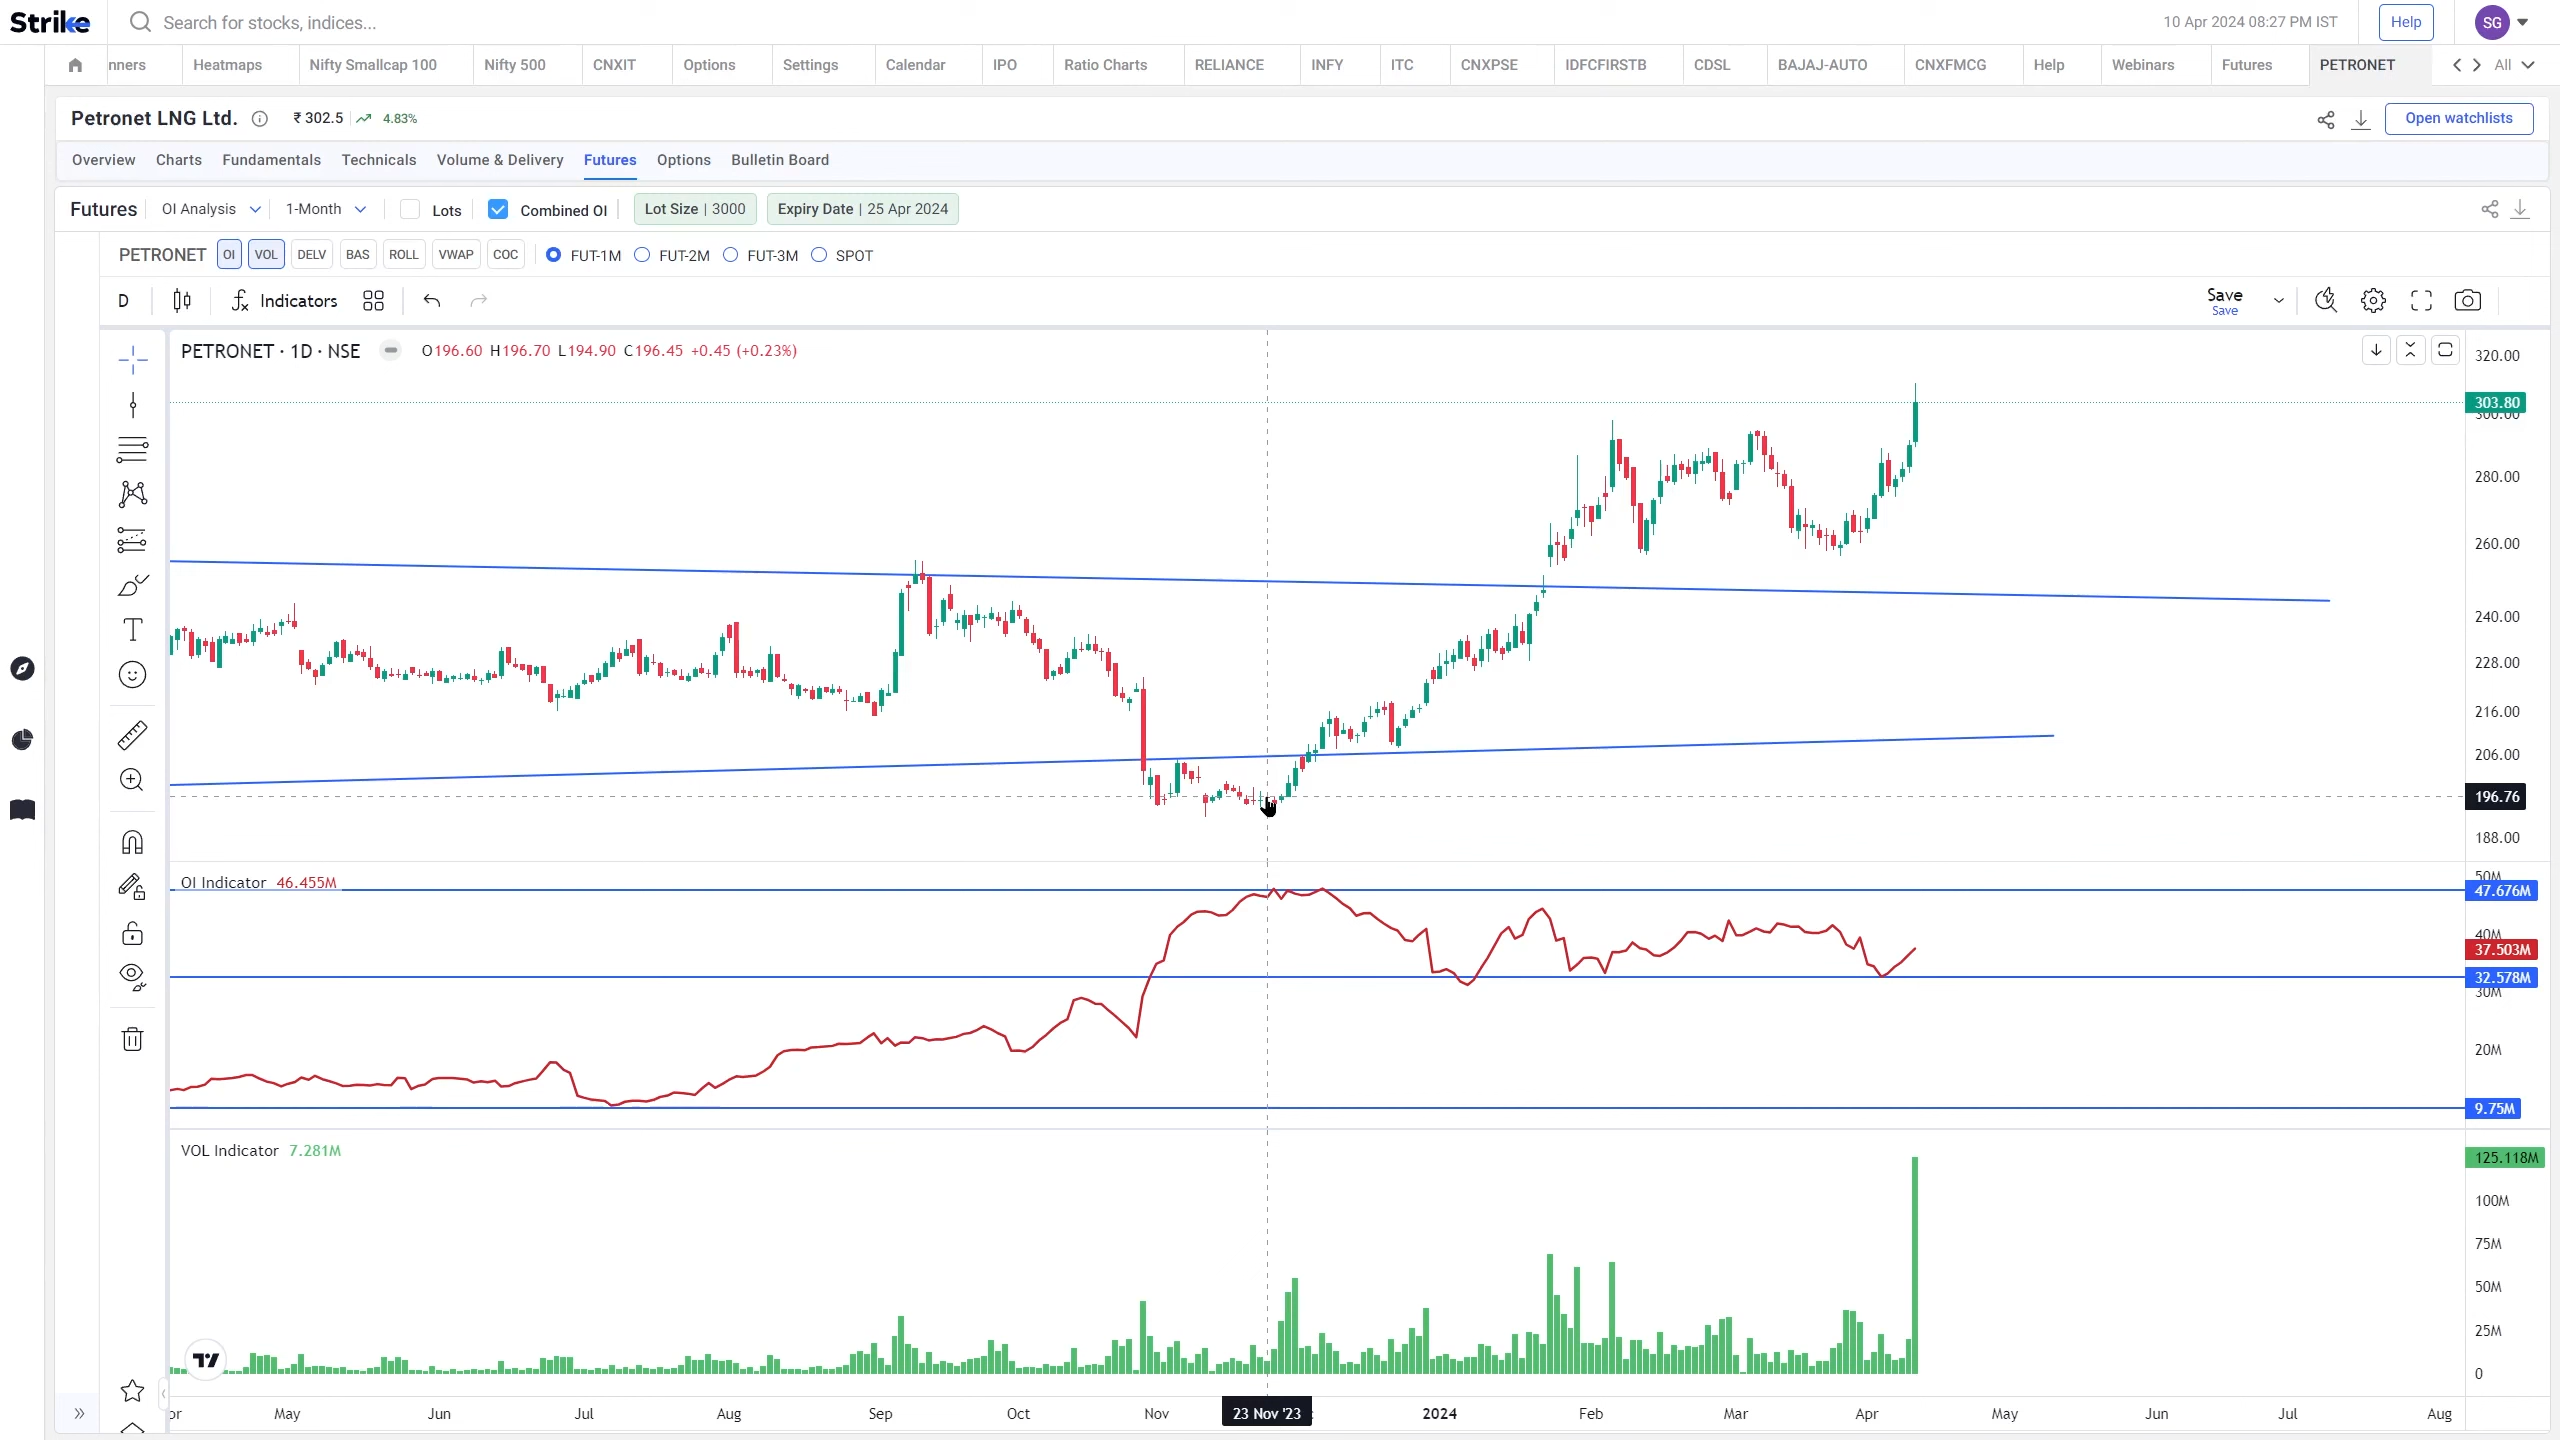 Strike
Search for stocks, indices...
10 Apr 2024 08:27 PM IST
Help
SG
nners
Heatmaps
Nifty Smallcap 100
Nifty 500
CNXIT
Options
Settings
Calendar
IPO
Ratio Charts
RELIANCE
INFY
ITC
CNXPSE
IDFCFIRSTB
CDSL
BAJAJ-AUTO
CNXFMCG
Help
Webinars
Futures
PETRONET
All
Petronet LNG Ltd.
₹ 302.5
4.83%
Open watchlists
Overview
Charts
Fundamentals
Technicals
Volume & Delivery
Futures
Options
Bulletin Board
Futures
OI Analysis
1-Month
Lots
Combined OI
Lot Size | 3000
Expiry Date | 25 Apr 2024
PETRONET
OI
VOL
DELV
BAS
ROLL
VWAP
COC
FUT-1M
FUT-2M
FUT-3M
SPOT
D
Indicators
Save
Save
PETRONET · 1D · NSE
O196.60 H196.70 L194.90 C196.45 +0.45 (+0.23%)
320.00
303.80
300.00
280.00
260.00
240.00
228.00
216.00
206.00
196.76
188.00
OI Indicator 46.455M
50M
47.676M
40M
37.503M
32.578M
30M
20M
9.75M
VOL Indicator 7.281M
125.118M
100M
75M
50M
25M
0
or
May
Jun
Jul
Aug
Sep
Oct
Nov
23 Nov '23
2024
Feb
Mar
Apr
May
Jun
Jul
Aug